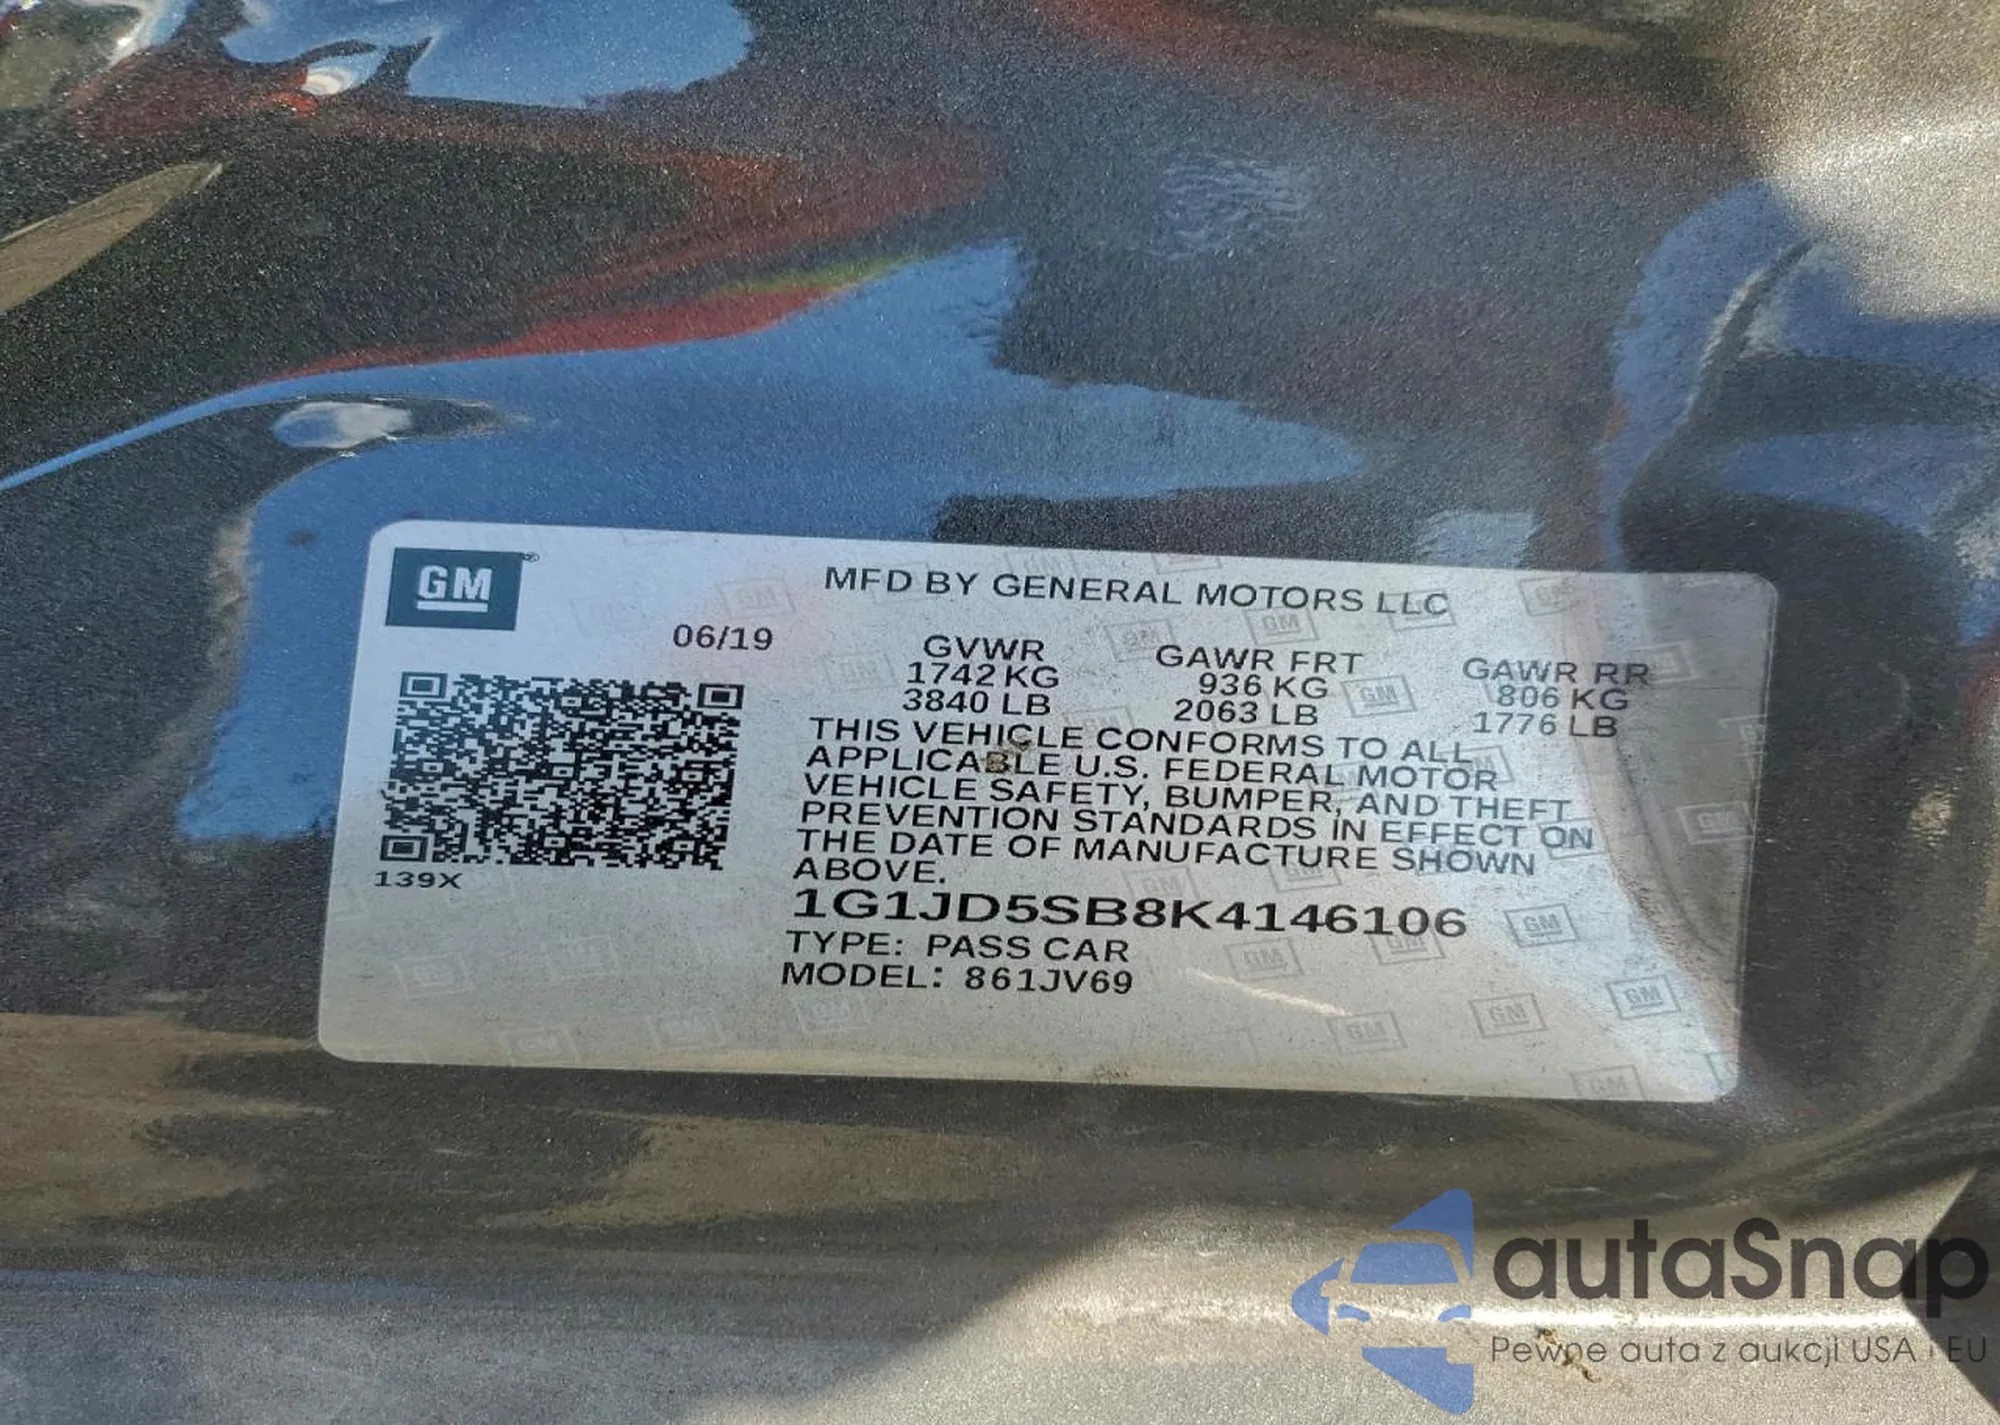 GM
MFD BY GENERAL MOTORS LLC
06/19
GVWR GAWR FRT GAWR RR
1742 KG 936 KG 806 KG
3840 LB 2063 LB 1776 LB
THIS VEHICLE CONFORMS TO ALL
APPLICABLE U.S. FEDERAL MOTOR
VEHICLE SAFETY, BUMPER, AND THEFT
PREVENTION STANDARDS IN EFFECT ON
THE DATE OF MANUFACTURE SHOWN
ABOVE.
139X
1G1JD5SB8K4146106
TYPE: PASS CAR
MODEL: 861JV69
autaSnap
Pewne auta z aukcji USA i EU